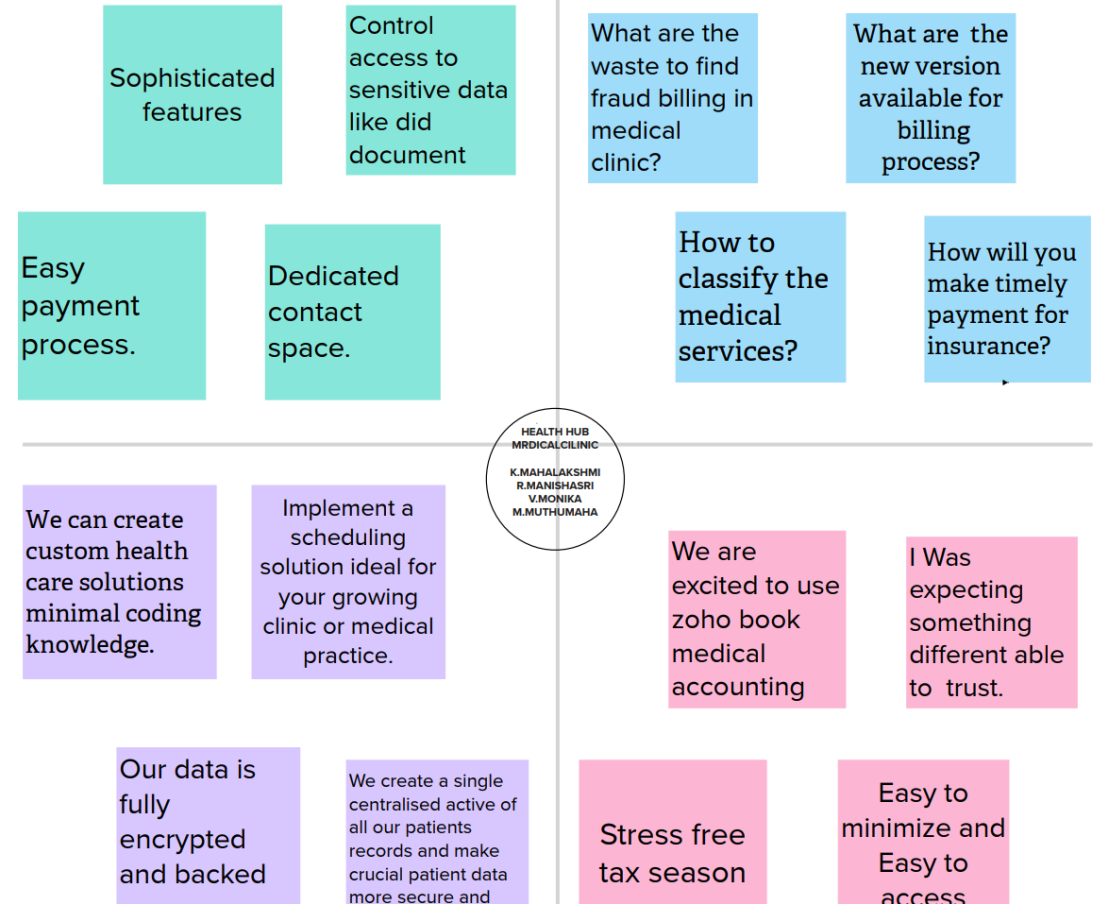 Sophisticated
features
Control
access to
sensitive data
like did
document
Easy
payment
process.
Dedicated
contact
space.
What are the
waste to find
fraud billing in
medical
clinic?
What are  the
new version
available for
billing
process?
How to
classify the
medical
services?
How will you
make timely
payment for
insurance?
HEALTH HUB
MRDICALCILINIC
K.MAHALAKSHMI
R.MANISHASRI
V.MONIKA
M.MUTHUMAHA
We can create
custom health
care solutions
minimal coding
knowledge.
Implement a
scheduling
solution ideal for
your growing
clinic or medical
practice.
Our data is
fully
encrypted
and backed
We create a single
centralised active of
all our patients
records and make
crucial patient data
more secure and
We are
excited to use
zoho book
medical
accounting
I Was
expecting
something
different able
to  trust.
Stress free
tax season
Easy to
minimize and
Easy to
access